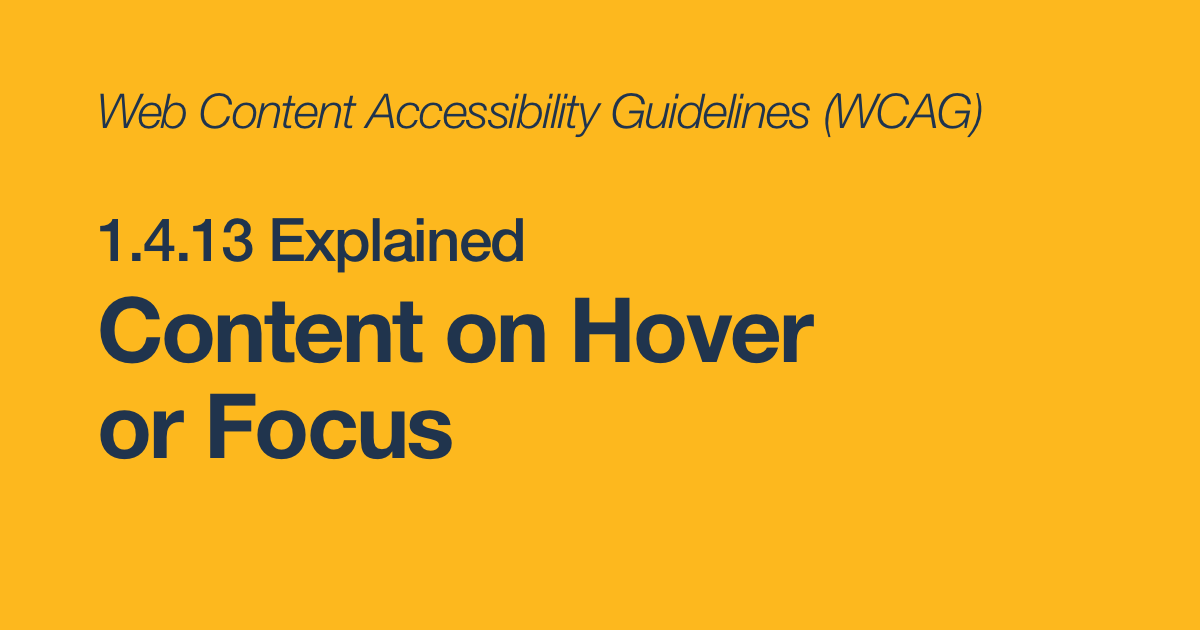 Web Content Accessibility Guidelines (WCAG)
1.4.13 Explained
Content on Hover
or Focus